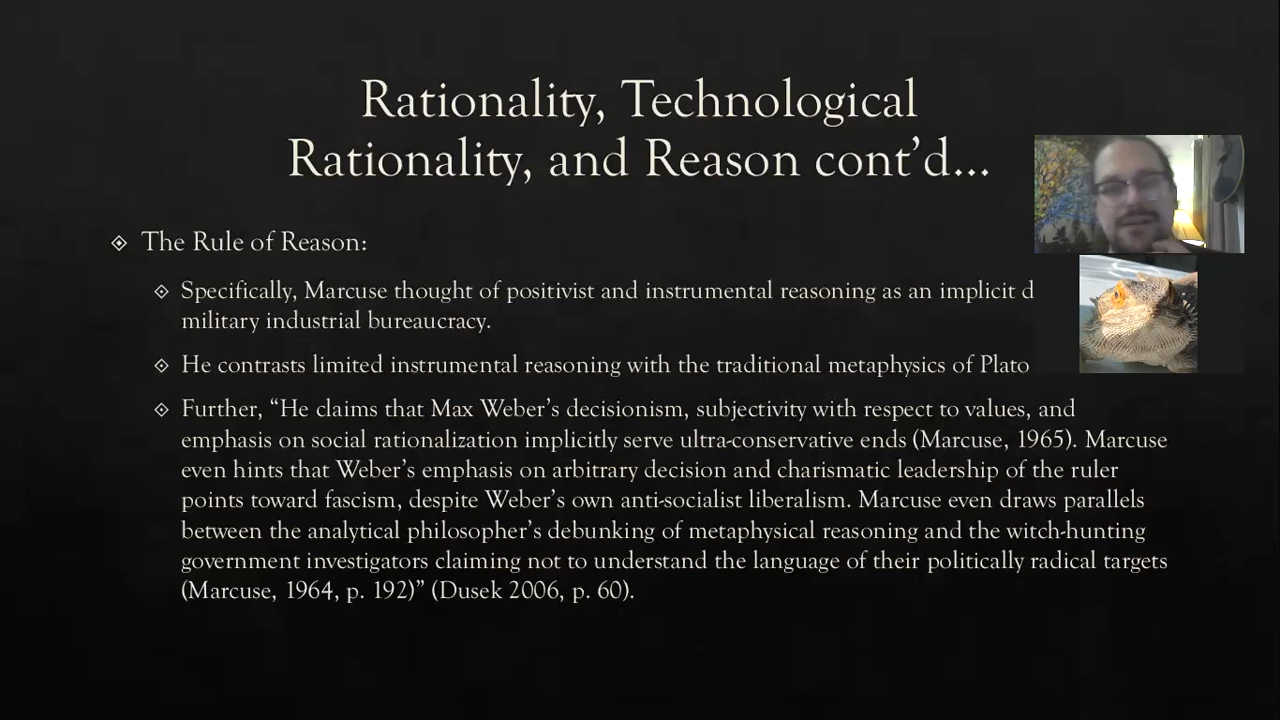 Rationality, Technological
Rationality, and Reason cont’d…
The Rule of Reason:
Specifically, Marcuse thought of positivist and instrumental reasoning as an implicit d
military industrial bureaucracy.
He contrasts limited instrumental reasoning with the traditional metaphysics of Plato
Further, “He claims that Max Weber’s decisionism, subjectivity with respect to values, and
emphasis on social rationalization implicitly serve ultra-conservative ends (Marcuse, 1965). Marcuse
even hints that Weber’s emphasis on arbitrary decision and charismatic leadership of the ruler
points toward fascism, despite Weber’s own anti-socialist liberalism. Marcuse even draws parallels
between the analytical philosopher’s debunking of metaphysical reasoning and the witch-hunting
government investigators claiming not to understand the language of their politically radical targets
(Marcuse, 1964, p. 192)” (Dusek 2006, p. 60).